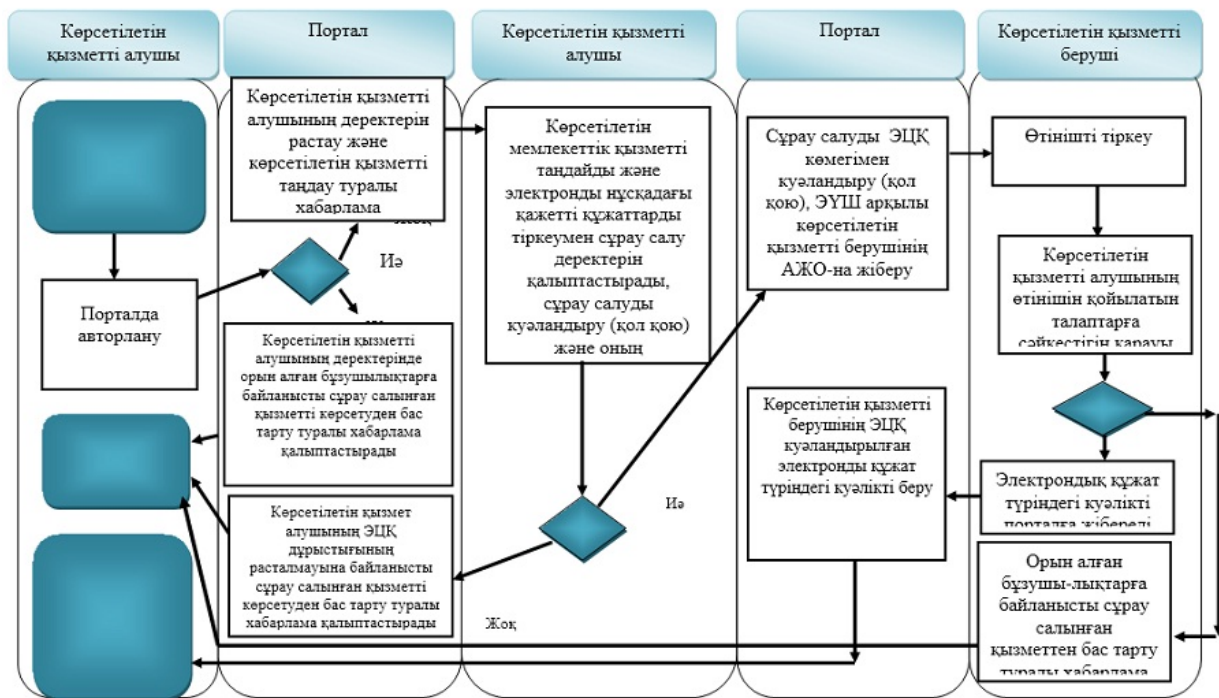 Көрсетілетін
қызметті алушы
Портал
Көрсетілетін қызметті
алушы
Портал
Көрсетілетін қызметті
беруші
Порталда
авторлану
Көрсетілетін қызметті
алушының деректерін
растау және
көрсетілетін қызметті
таңдау туралы
хабарлама
Иә
Көрсетілетін қызметті
алушының деректерінде
орын алған бұзушылықтарға
байланысты сұрау салынған
қызметті көрсетуден бас
тарту туралы хабарлама
қалыптастырады
Көрсетілетін қызмет
алушының ЭЦҚ
дұрыстығының
расталмауына байланысты
сұрау салынған қызметті
көрсетуден бас тарту туралы
хабарлама қалыптастырады
Көрсетілетін
мемлекеттік қызметті
таңдайды және
электронды нұсқадағы
қажетті құжаттарды
тіркеумен сұрау салу
деректерін
қалыптастырады,
сұрау салуды
куәландыру (қол қою)
және оның
Иә
Жоқ
Сұрау салуды ЭЦҚ
көмегімен
куәландыру (қол
қою), ЭҮШ арқылы
көрсетілетін
қызметті берушінің
АЖО-на жіберу
Көрсетілетін қызметті
берушінің ЭЦҚ
куәландырылған
электронды құжат
түріндегі куәлікті беру
Өтінішті тіркеу
Көрсетілетін
қызметті алушының
өтінішін қойылатын
талаптарға
сәйкестігін қарауы
Электрондық құжат
түріндегі куәлікті
порталға жібереді
Орын алған
бұзушы-лықтарға
байланысты сұрау
салынған
қызметтен бас тарту
туралы хабарлама